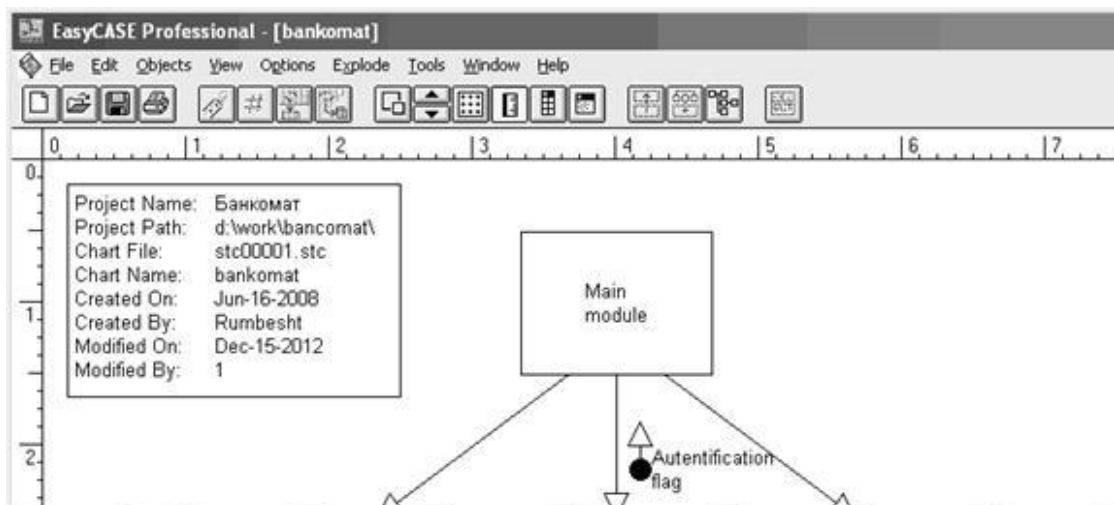 EasyCASE Professional - [bankomat]
File Edit Objects View Options Explode Tools Window Help
0 1 2 3 4 5 6 7
0
Project Name: Банкомат
Project Path: d:\work\bancomat\
Chart File: stc00001.stc
Chart Name: bankomat
Created On: Jun-16-2008
Created By: Rumbesht
Modified On: Dec-15-2012
Modified By: 1
Main
module
1
2
Autentification
flag